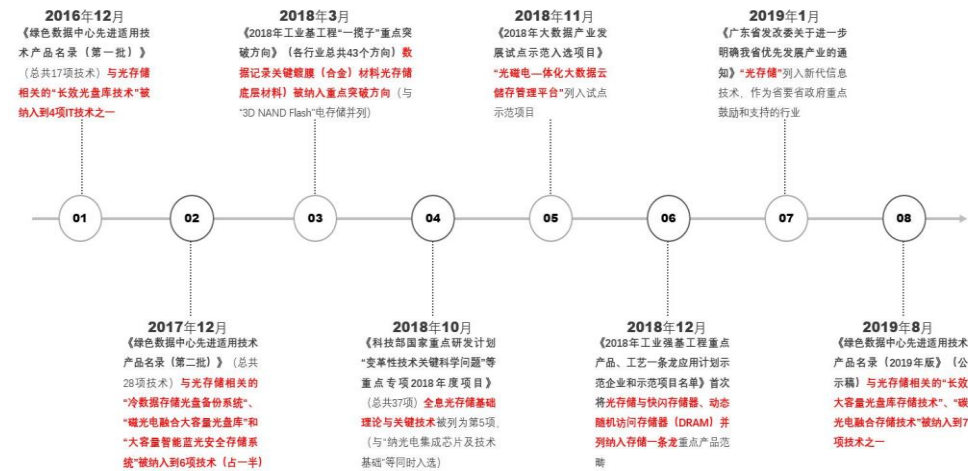 2016年12月
《绿色数据中心先进适用技
术产品名录（第一批）》
（总共17项技术）与光存储
相关的“长效光盘库技术”被
纳入到4项IT技术之一
2018年3月
《2018年工业基工程“一揽子”重点突
破方向》（各行业总共43个方向）数
据记录关键镀膜（合金）材料光存储
底层材料）被纳入重点突破方向（与
“3D NAND Flash”电存储并列）
2018年11月
《2018年大数据产业发
展试点示范入选项目》
“光磁电—体化大数据云
储存管理平台”列入试点
示范项目
2019年1月
《广东省发改委关于进一步
明确我省优先发展产业的通
知》“光存储”列入新代信息
技术，作为省要省政府重点
鼓励和支持的行业
01
02
03
04
05
06
07
08
2017年12月
《绿色数据中心先进适用技术
产品名录（第二批）》（总共
28项技术）与光存储相关的
“冷数据存储光盘备份系统“、
“磁光电融合大容量光盘库”和
“大容量智能蓝光安全存储系
统”被纳入到6项技术（占一半）
2018年10月
《科技部国家重点研发计划
“变革性技术关键科学问题”等
重点专项2018年度项目》
（总共37项）全息光存储基础
理论与关键技术被列为第5项，
（与“纳光电集成芯片及技术
基础”等同时入选）
2018年12月
《2018年工业强基工程重点
产品、工艺一条龙应用计划示
范企业和示范项目名单》首次
将光存储与快闪存储器、动态
随机访问存储器（DRAM）并
列纳入存储一条龙重点产品范
畴
2019年8月
《绿色数据中心先进适用技术
产品名录（2019年版》（公
示稿）与光存储相关的“长效
大容量光盘库存储技术”、“碳
光电融合存储技术”被纳入到7
项技术之一